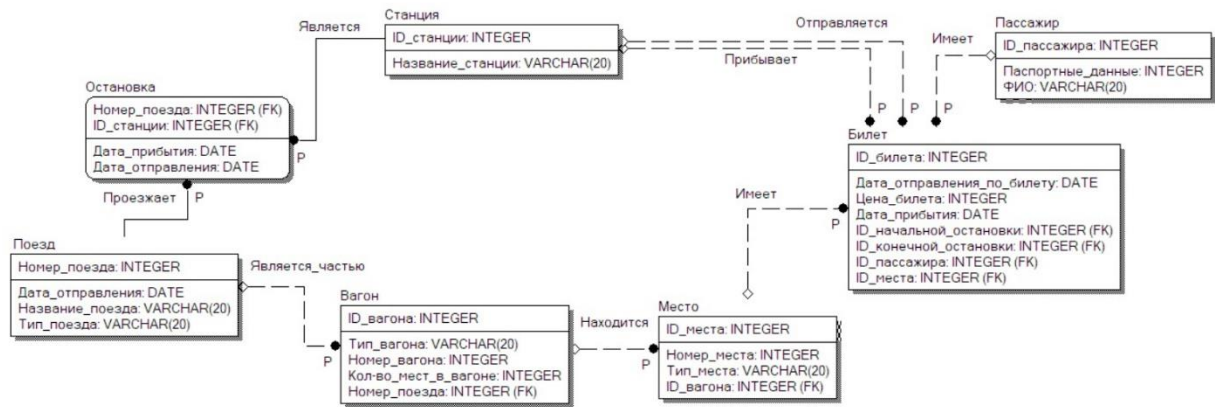 Станция
ID_станции: INTEGER
Название_станции: VARCHAR(20)
Является
Отправляется
Прибывает
P
P
Пассажир
ID_пассажира: INTEGER
Паспортные_данные: INTEGER
ФИО: VARCHAR(20)
Имеет
P
Остановка
Номер_поезда: INTEGER (FK)
ID_станции: INTEGER (FK)
Дата_прибытия: DATE
Дата_отправления: DATE
P
Проезжает
P
Билет
ID_билета: INTEGER
Дата_отправления_по_билету: DATE
Цена_билета: INTEGER
Дата_прибытия: DATE
ID_начальной_остановки: INTEGER (FK)
ID_конечной_остановки: INTEGER (FK)
ID_пассажира: INTEGER (FK)
ID_места: INTEGER (FK)
Имеет
P
Поезд
Номер_поезда: INTEGER
Дата_отправления: DATE
Название_поезда: VARCHAR(20)
Тип_поезда: VARCHAR(20)
Является_частью
P
Вагон
ID_вагона: INTEGER
Тип_вагона: VARCHAR(20)
Номер_вагона: INTEGER
Кол-во_мест_в_вагоне: INTEGER
Номер_поезда: INTEGER (FK)
Находится
P
Место
ID_места: INTEGER
Номер_места: INTEGER
Тип_места: VARCHAR(20)
ID_вагона: INTEGER (FK)